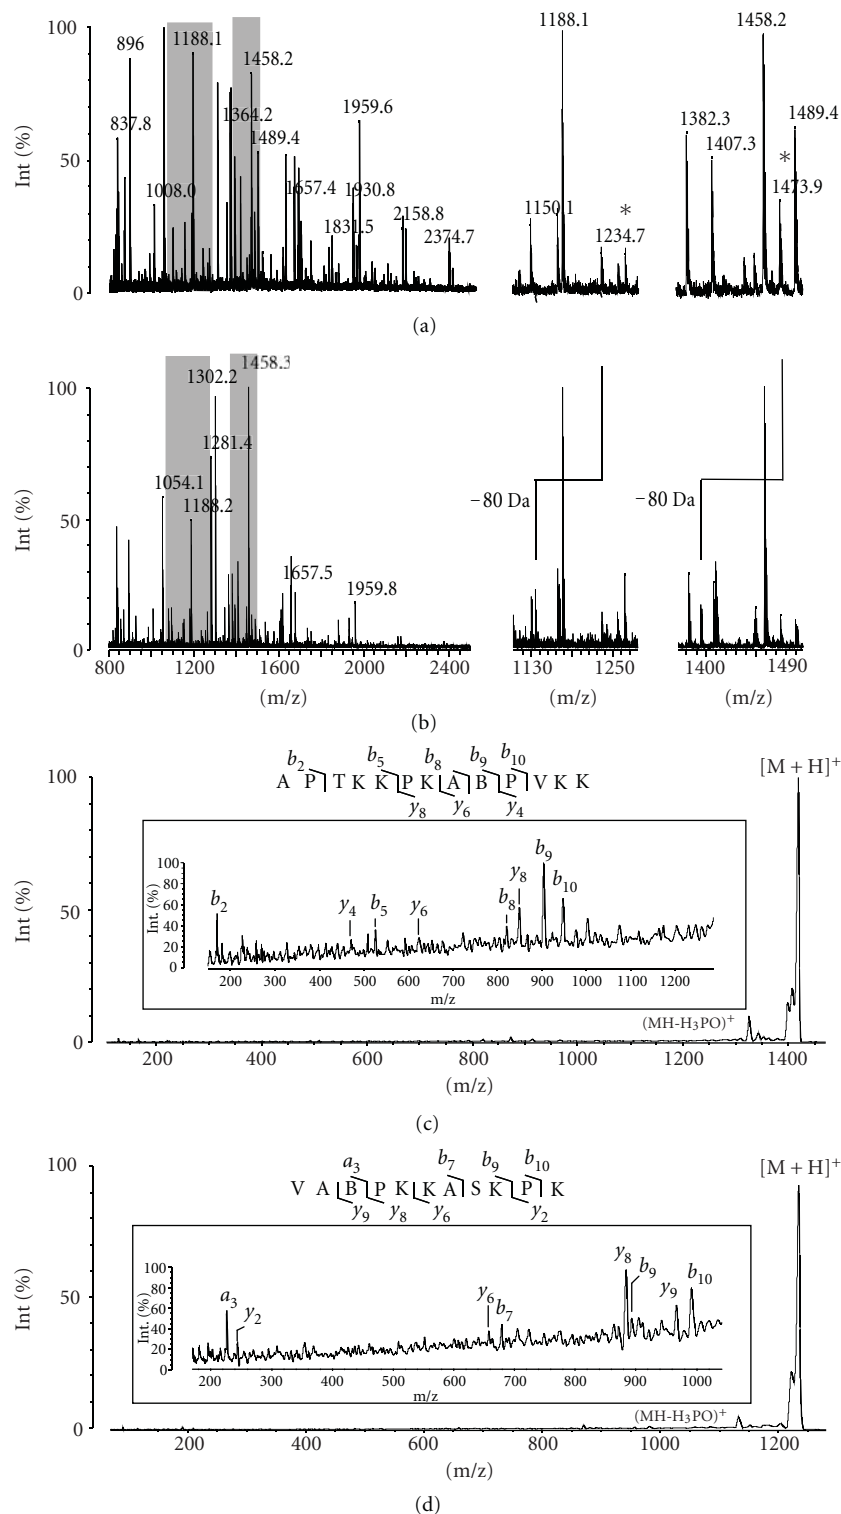 100
50
0
Int (%)
896
1188.1
1458.2
837.8
1364.2
1489.4
1959.6
1008.0
1657.4
1930.8
1831.5
2158.8
2374.7
1188.1
1150.1
*
1234.7
1458.2
1382.3
1407.3
1489.4
*
1473.9
(a)
100
50
0
Int (%)
1458.3
1302.2
1281.4
1054.1
1188.2
1657.5
1959.8
−80 Da
−80 Da
800 1200 1600 2000 2400
1130 1250
1400 1490
(m/z) (m/z) (m/z)
(b)
b2 b5 b8 b9 b10
A P T K K P K A B P V K K
y8 y6 y4
[M + H]+
100
50
0
Int (%)
100
80
60
40
20
0
Int. (%)
b2
y4
b5
y6
b8
y8
b9
b10
200 300 400 500 600 700 800 900 1000 1100 1200
m/z
(MH-H3PO)+
200 400 600 800 1000 1200 1400
(m/z)
(c)
a3 b7 b9 b10
V A B P K K A S K P K
y9 y8 y6 y2
[M + H]+
100
50
0
Int (%)
100
80
60
40
20
0
Int. (%)
a3
y2
y6
b7
y8
b9
y9
b10
200 300 400 500 600 700 800 900 1000
m/z
(MH-H3PO)+
200 400 600 800 1000 1200
(m/z)
(d)